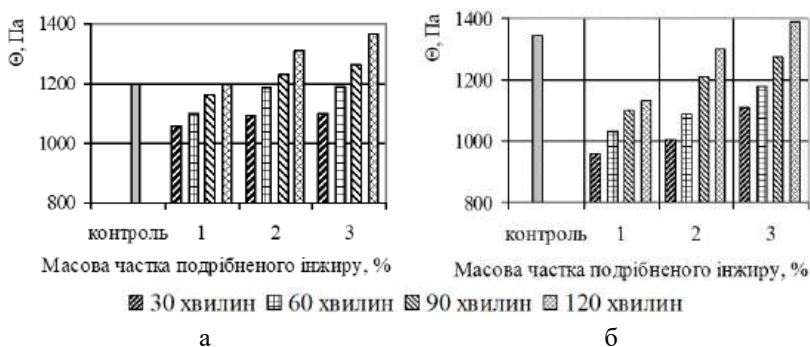 Θ, Па
1400
1200
1000
800
контроль 1 2 3
Масова частка подрібненого інжиру, %
Θ, Па
1400
1200
1000
800
контроль 1 2 3
Масова частка подрібненого інжиру, %
30 хвилин 60 хвилин 90 хвилин 120 хвилин
а б